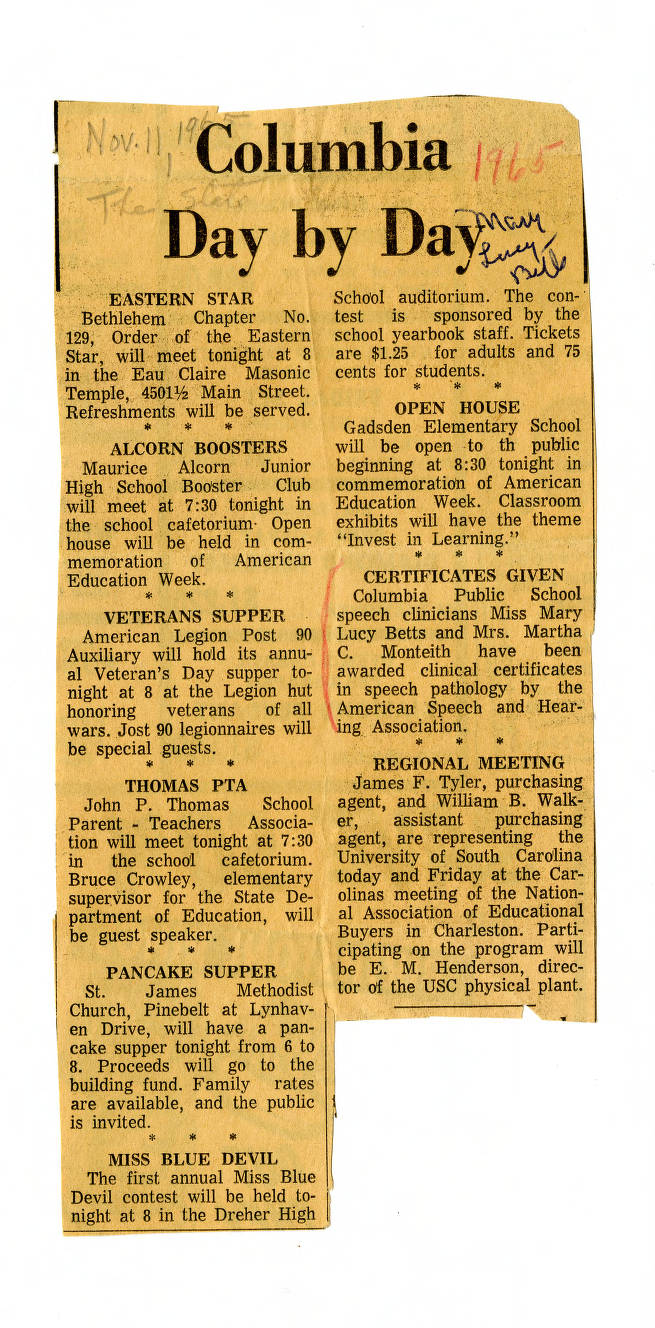 Nov. 11, 1965
The State
Columbia
1965
Day by Day
Mary
Lucy
Betts
EASTERN STAR
Bethlehem Chapter No.
129, Order of the Eastern
Star, will meet tonight at 8
in the Eau Claire Masonic
Temple, 4501½ Main Street.
Refreshments will be served.
* * *
ALCORN BOOSTERS
Maurice Alcorn Junior
High School Booster Club
will meet at 7:30 tonight in
the school cafetorium. Open
house will be held in com-
memoration of American
Education Week.
* * *
VETERANS SUPPER
American Legion Post 90
Auxiliary will hold its annu-
al Veteran's Day supper to-
night at 8 at the Legion hut
honoring veterans of all
wars. Jost 90 legionnaires will
be special guests.
* * *
THOMAS PTA
John P. Thomas School
Parent - Teachers Associa-
tion will meet tonight at 7:30
in the school cafetorium.
Bruce Crowley, elementary
supervisor for the State De-
partment of Education, will
be guest speaker.
* * *
PANCAKE SUPPER
St. James Methodist
Church, Pinebelt at Lynhav-
en Drive, will have a pan-
cake supper tonight from 6 to
8. Proceeds will go to the
building fund. Family rates
are available, and the public
is invited.
* * *
MISS BLUE DEVIL
The first annual Miss Blue
Devil contest will be held to-
night at 8 in the Dreher High
School auditorium. The con-
test is sponsored by the
school yearbook staff. Tickets
are $1.25 for adults and 75
cents for students.
* * *
OPEN HOUSE
Gadsden Elementary School
will be open to th public
beginning at 8:30 tonight in
commemoration of American
Education Week. Classroom
exhibits will have the theme
"Invest in Learning."
* * *
CERTIFICATES GIVEN
Columbia Public School
speech clinicians Miss Mary
Lucy Betts and Mrs. Martha
C. Monteith have been
awarded clinical certificates
in speech pathology by the
American Speech and Hear-
ing Association.
* * *
REGIONAL MEETING
James F. Tyler, purchasing
agent, and William B. Walk-
er, assistant purchasing
agent, are representing the
University of South Carolina
today and Friday at the Car-
olinas meeting of the Nation-
al Association of Educational
Buyers in Charleston. Parti-
cipating on the program will
be E. M. Henderson, direc-
tor of the USC physical plant.